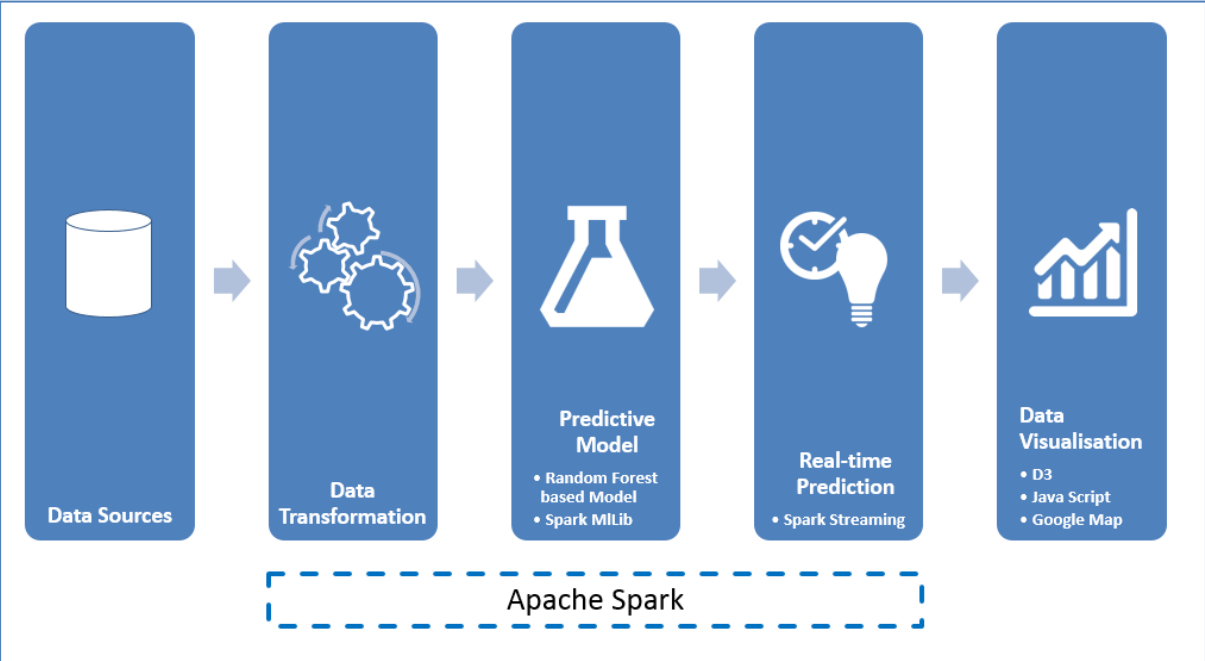 Data Sources
Data
Transformation
Predictive
Model
• Random Forest
based Model
• Spark MlLib
Real-time
Prediction
• Spark Streaming
Data
Visualisation
• D3
• Java Script
• Google Map
Apache Spark